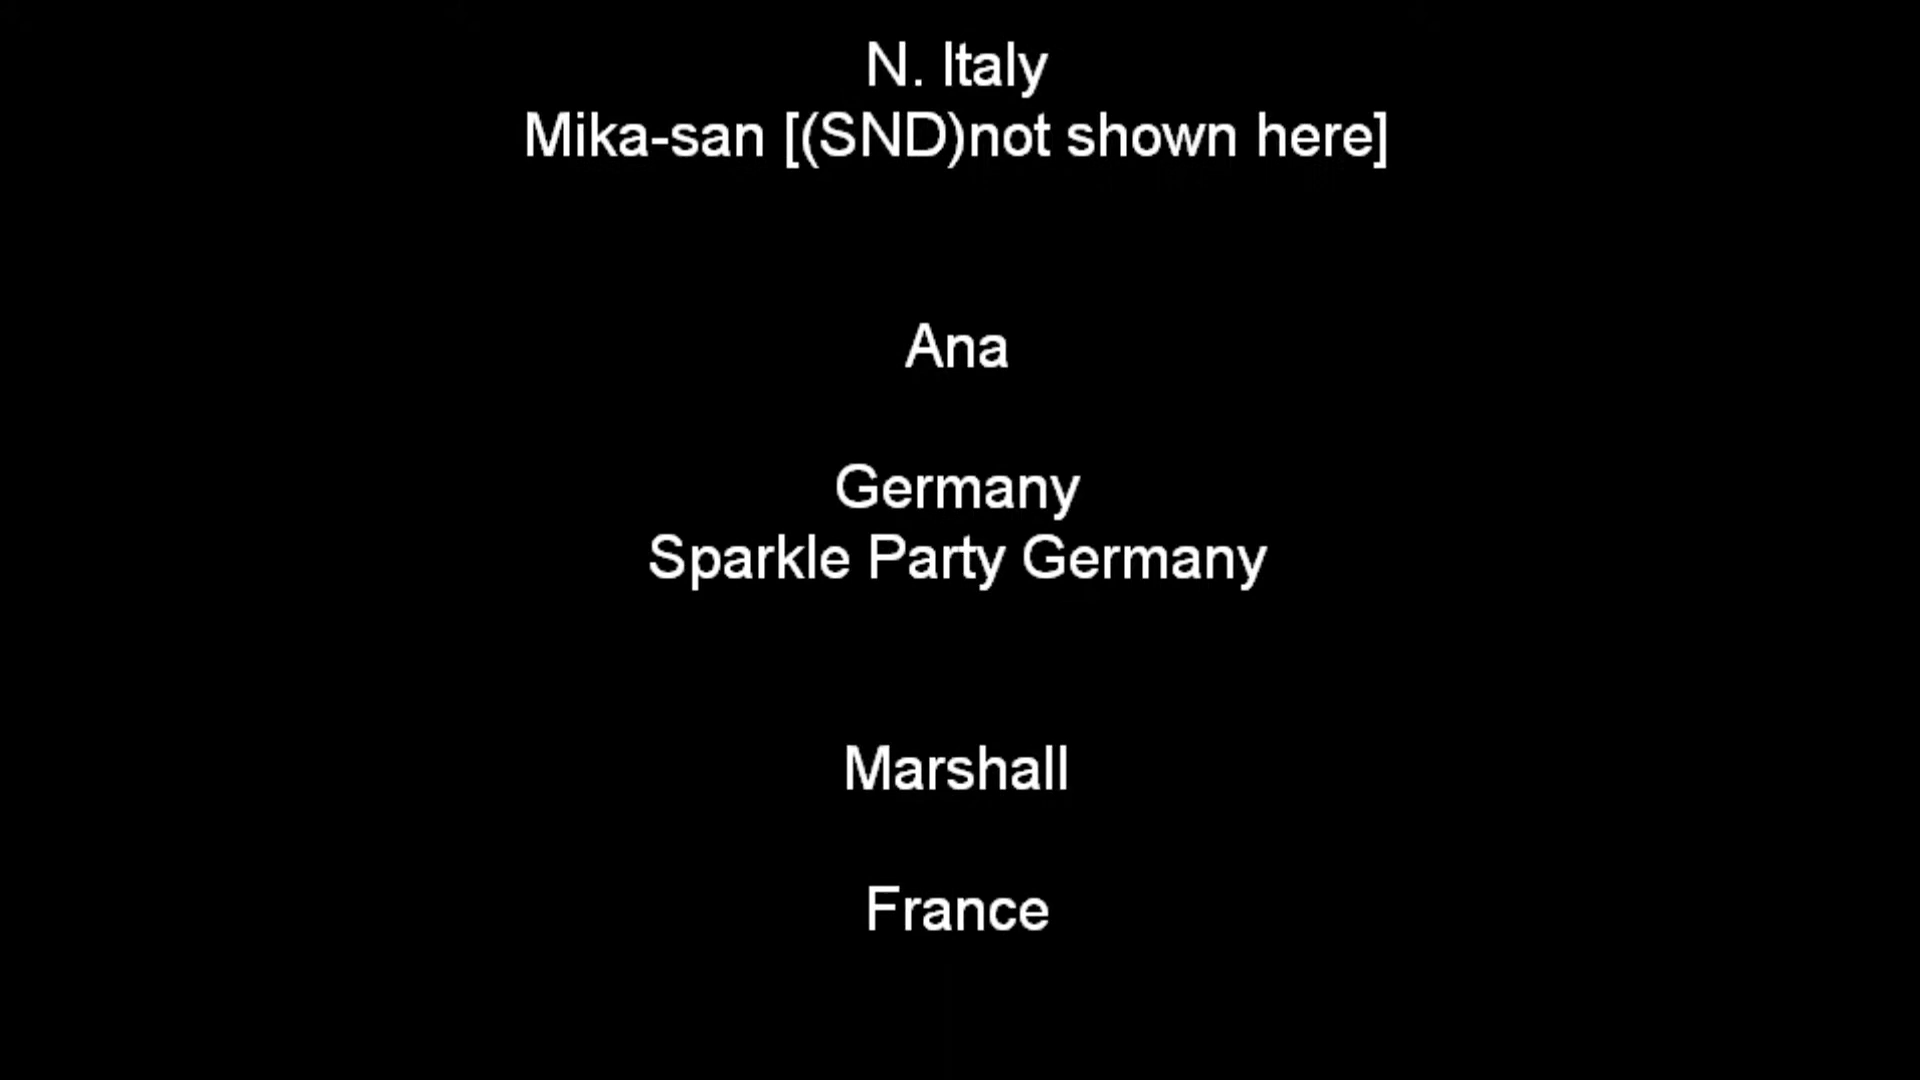 N. Italy
Mika-san [(SND)not shown here]
Ana
Germany
Sparkle Party Germany
Marshall
France